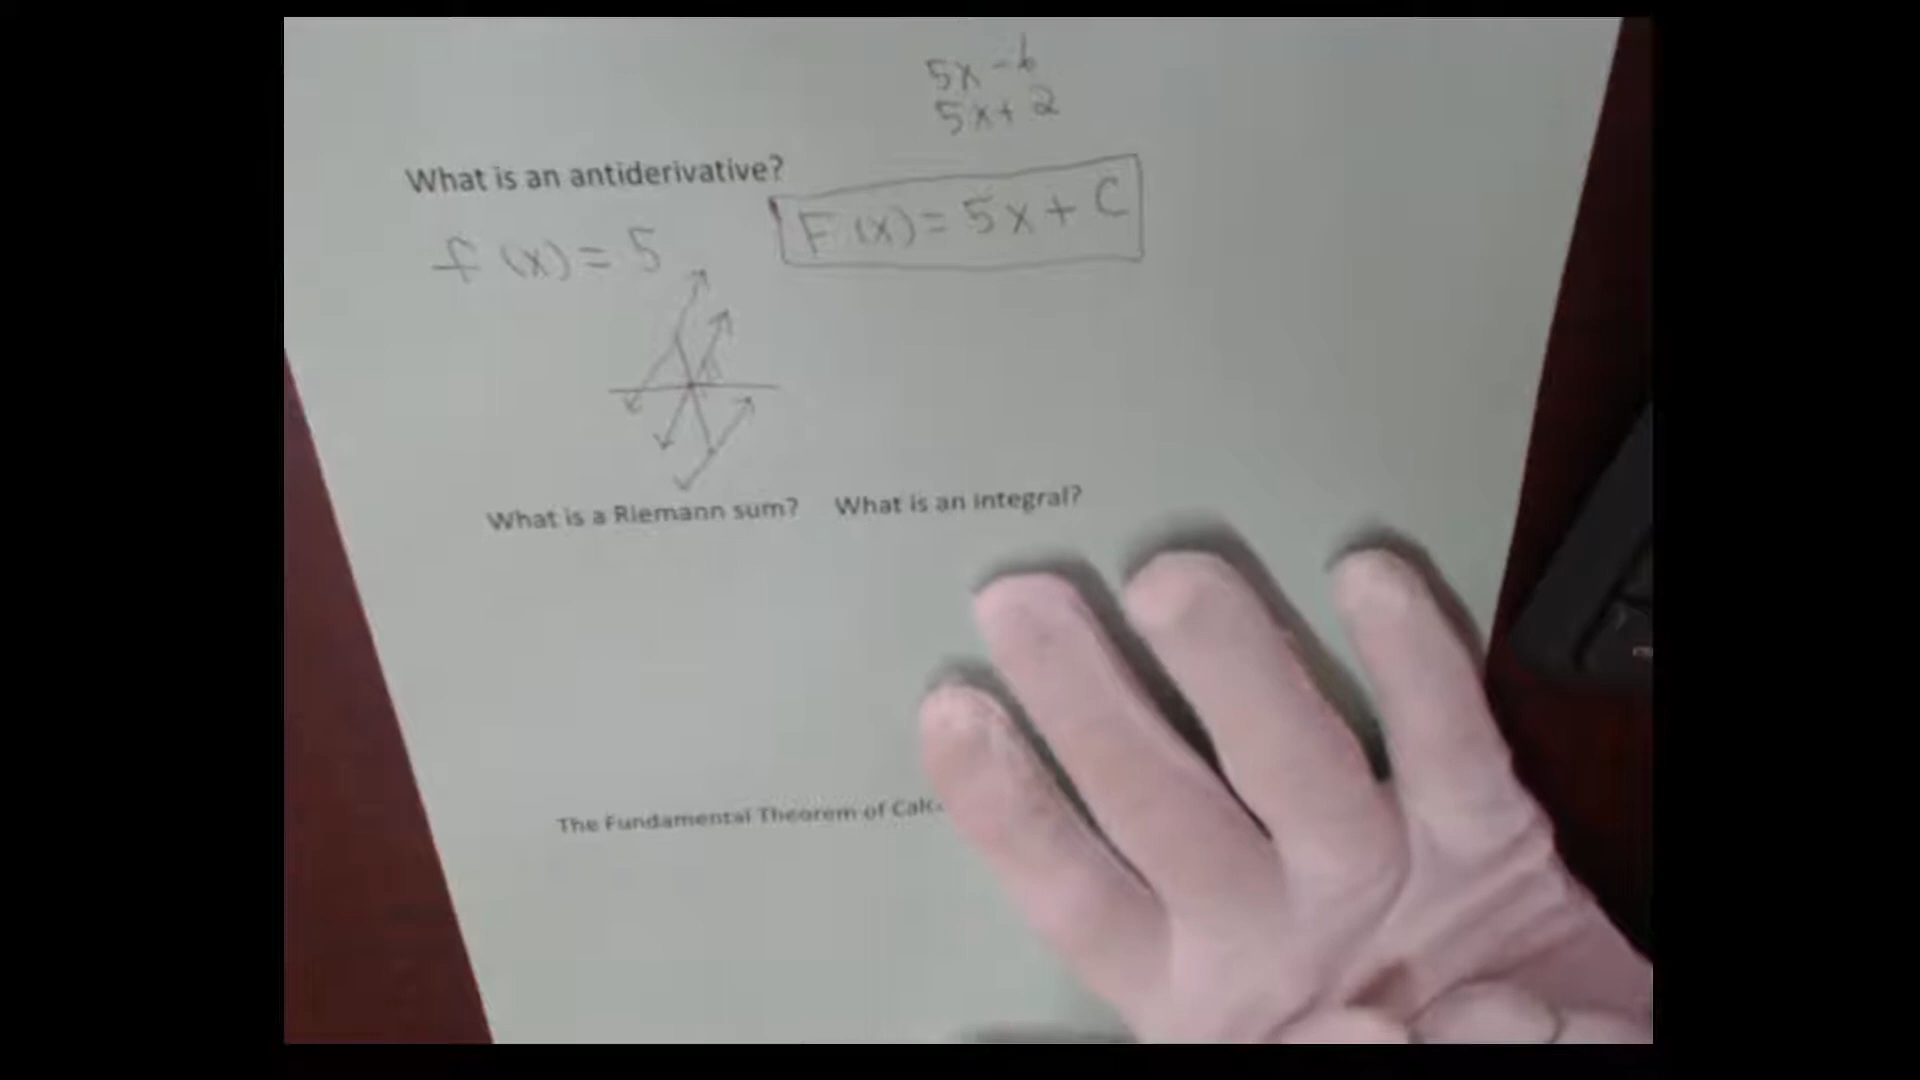 5x - 6
5x + 2
What is an antiderivative?
F(x) = 5x + C
f(x) = 5
What is a Riemann sum? What is an integral?
The Fundamental Theorem of